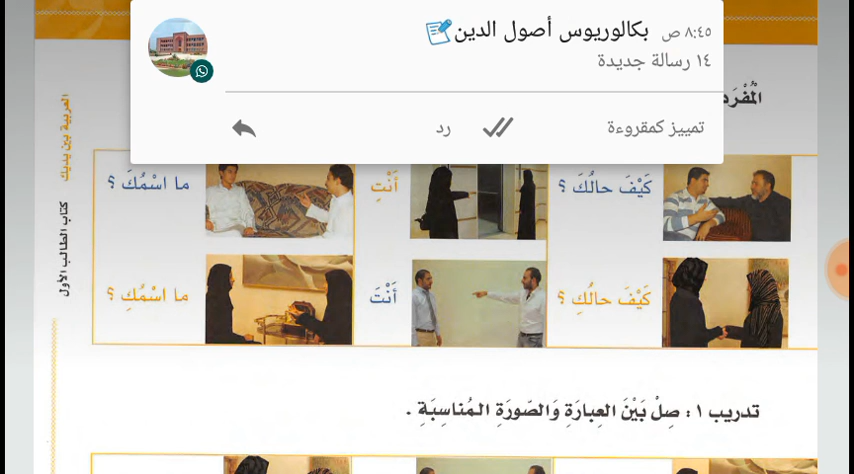 ٨:٤٥ ص بكالوريوس أصول الدين
١٤ رسالة جديدة
تمييز كمقروءة
رد
كَيْفَ حالُكَ ؟
أَنْتِ
ما اسْمُكَ ؟
كَيْفَ حالُكِ ؟
أَنْتَ
ما اسْمُكِ ؟
تدريب ١ : صِلْ بَيْنَ العِبارَةِ وَالصّورَةِ المُناسِبَةِ .
العربية بين يديك
كتاب الطالب الأول